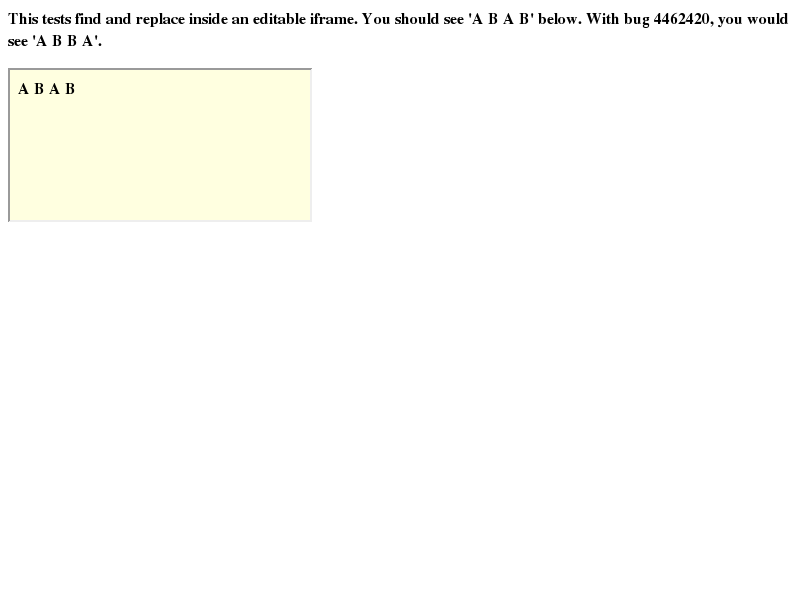 This tests find and replace inside an editable iframe. You should see 'A B A B' below. With bug 4462420, you would
see 'A B B A'.
A B A B